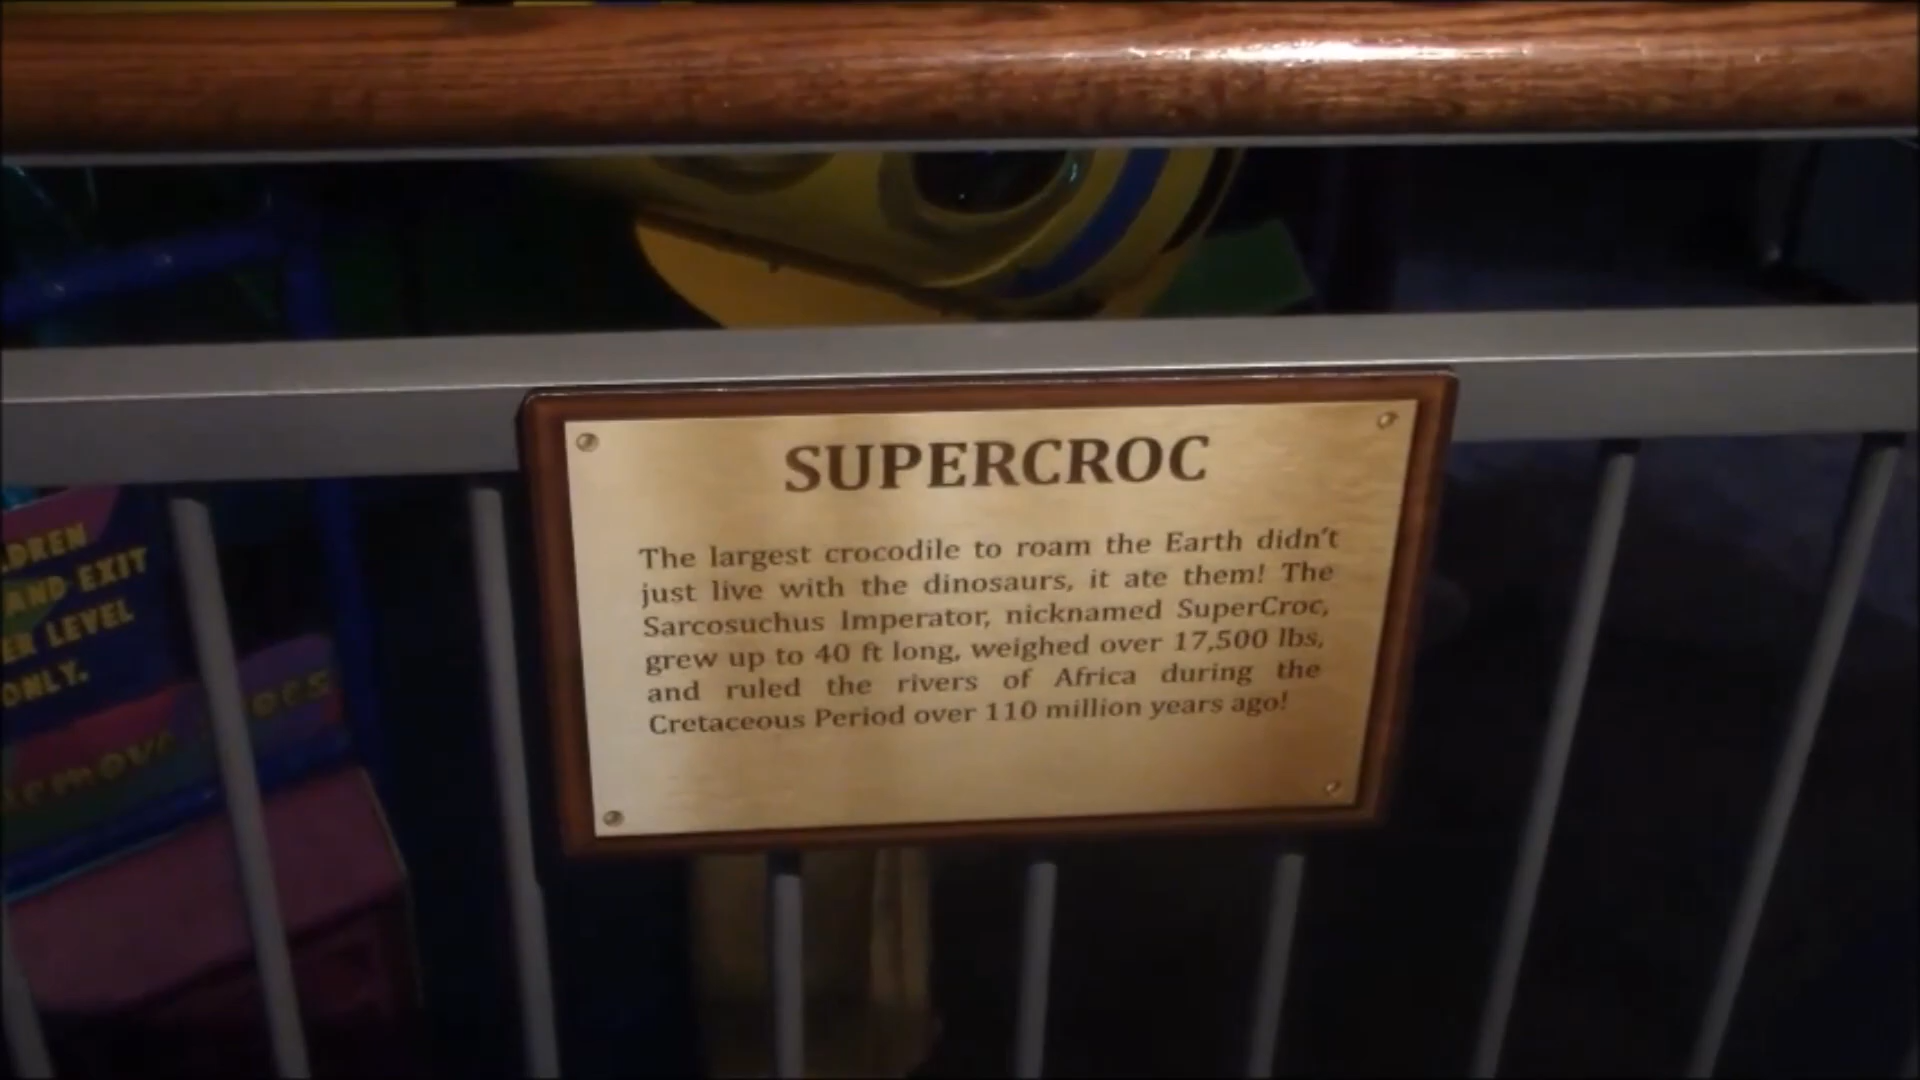 SUPERCROC
The largest crocodile to roam the Earth didn't
just live with the dinosaurs, it ate them! The
Sarcosuchus Imperator, nicknamed SuperCroc,
grew up to 40 ft long, weighed over 17,500 lbs,
and ruled the rivers of Africa during the
Cretaceous Period over 110 million years ago!
AND EXIT
LEVEL
ONLY.